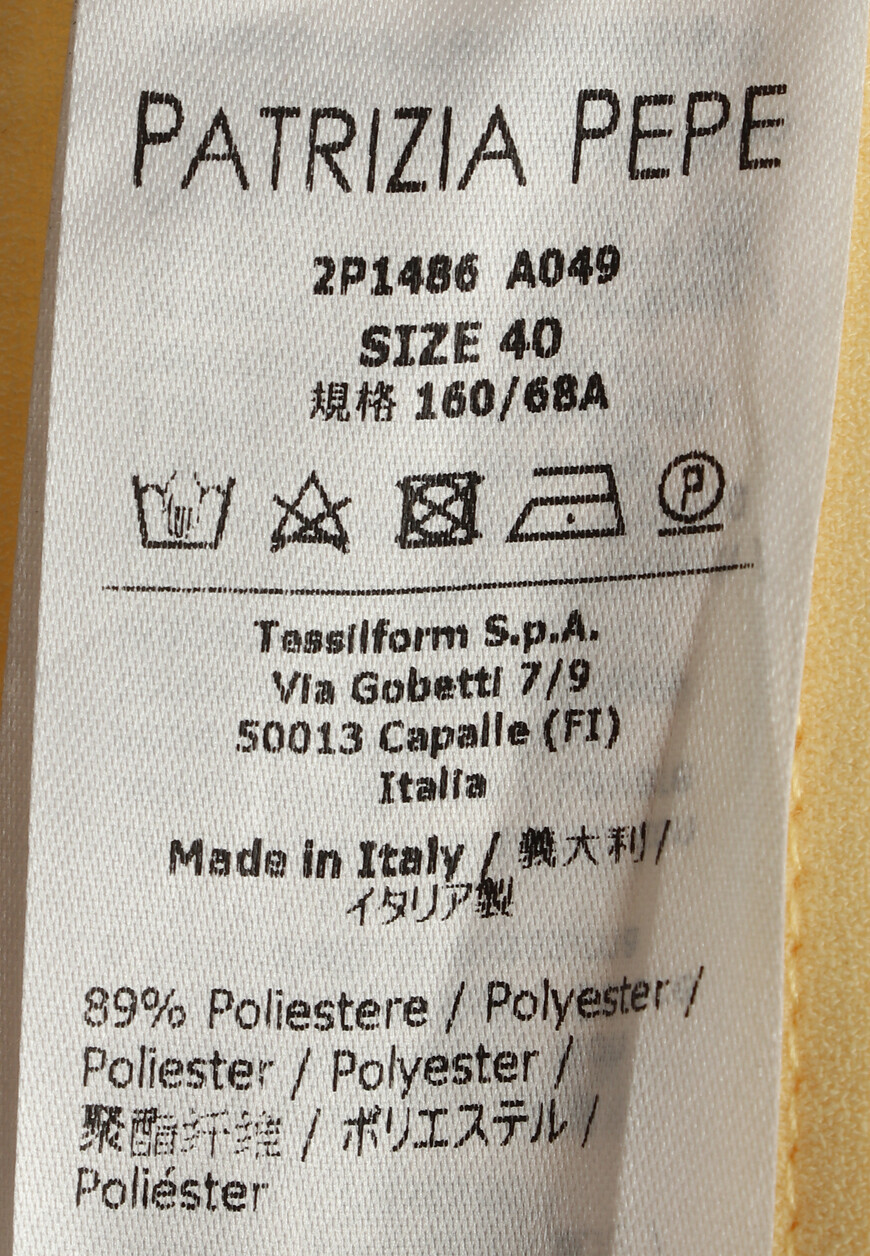 PATRIZIA PEPE
2P1486 A049
SIZE 40
規格 160/68A
P
Tessilform S.p.A.
Via Gobetti 7/9
50013 Capalle (FI)
Italia
Made in Italy / 義大利/
イタリア製
89% Poliestere / Polyester /
Poliester / Polyester /
聚酯纤维 / ポリエステル /
Poliéster